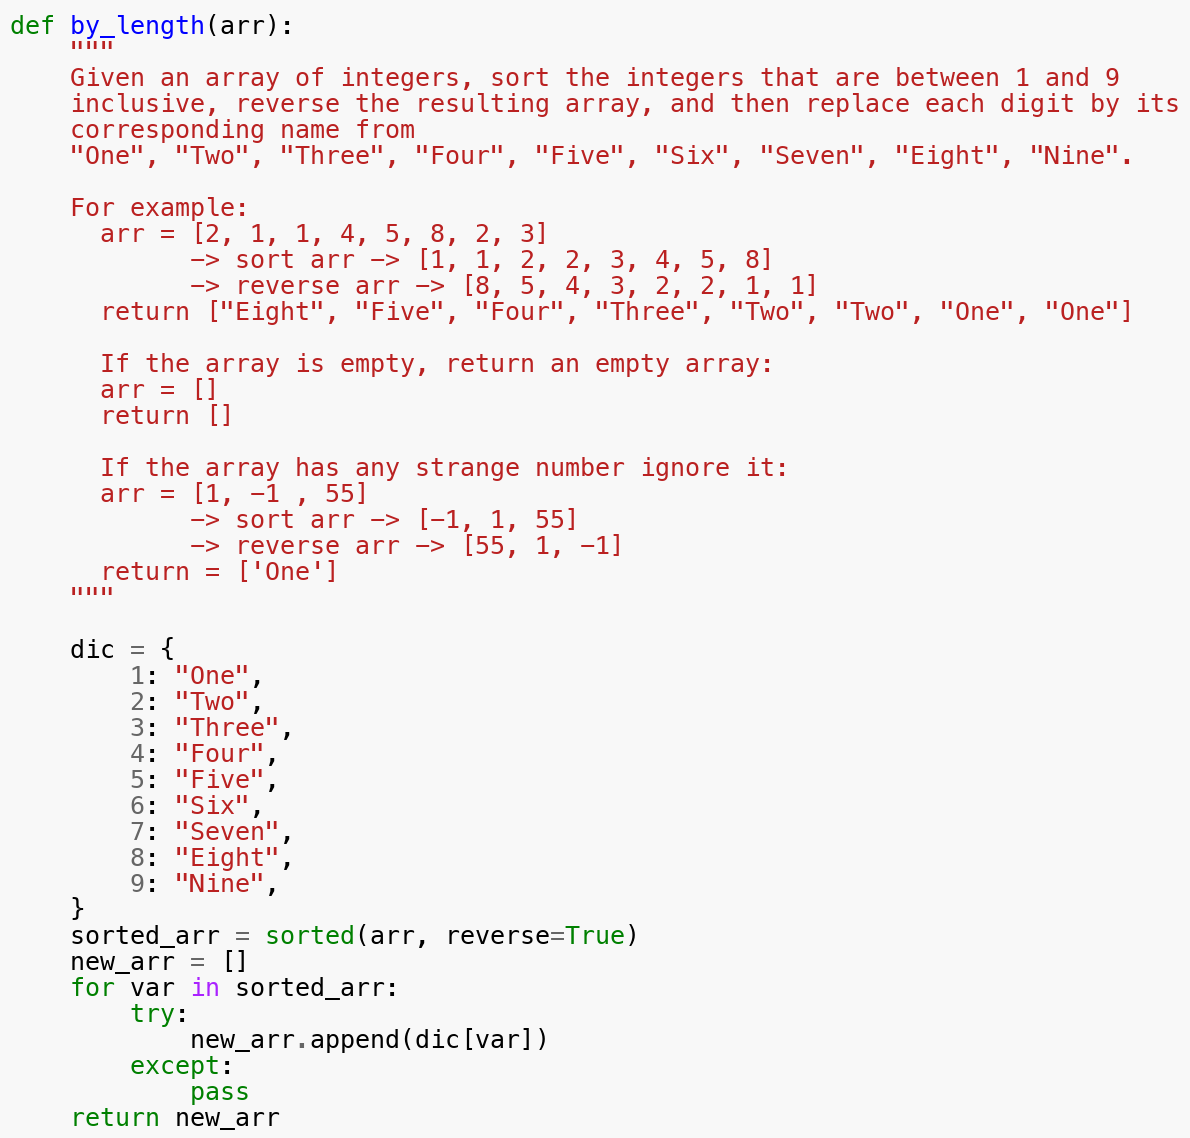 def by_length(arr):
    """
    Given an array of integers, sort the integers that are between 1 and 9
    inclusive, reverse the resulting array, and then replace each digit by its
    corresponding name from
    "One", "Two", "Three", "Four", "Five", "Six", "Seven", "Eight", "Nine".

    For example:
      arr = [2, 1, 1, 4, 5, 8, 2, 3]
            −> sort arr −> [1, 1, 2, 2, 3, 4, 5, 8]
            −> reverse arr −> [8, 5, 4, 3, 2, 2, 1, 1]
      return ["Eight", "Five", "Four", "Three", "Two", "Two", "One", "One"]

      If the array is empty, return an empty array:
      arr = []
      return []

      If the array has any strange number ignore it:
      arr = [1, −1 , 55]
            −> sort arr −> [−1, 1, 55]
            −> reverse arr −> [55, 1, −1]
      return = ['One']
    """

    dic = {
        1: "One",
        2: "Two",
        3: "Three",
        4: "Four",
        5: "Five",
        6: "Six",
        7: "Seven",
        8: "Eight",
        9: "Nine",
    }
    sorted_arr = sorted(arr, reverse=True)
    new_arr = []
    for var in sorted_arr:
        try:
            new_arr.append(dic[var])
        except:
            pass
    return new_arr